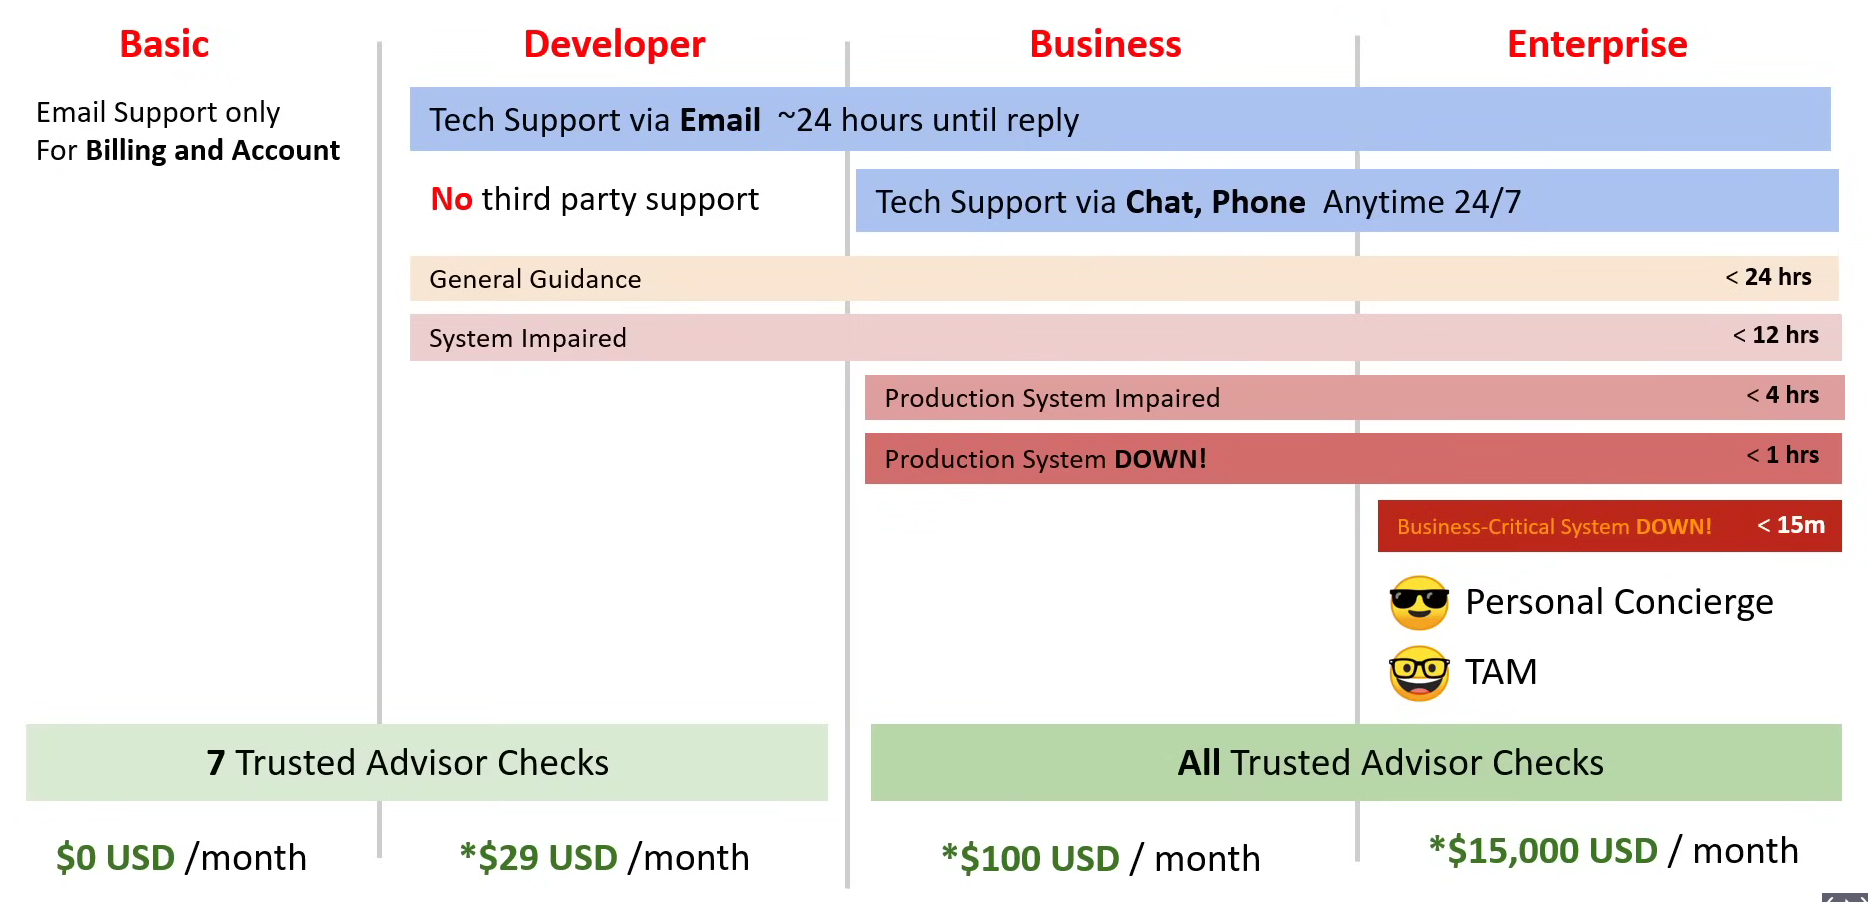 Basic
Developer
Business
Enterprise
Email Support only
For Billing and Account
Tech Support via Email ~24 hours until reply
No third party support
Tech Support via Chat, Phone Anytime 24/7
General Guidance < 24 hrs
System Impaired < 12 hrs
Production System Impaired < 4 hrs
Production System DOWN! < 1 hrs
Business-Critical System DOWN! < 15m
Personal Concierge
TAM
7 Trusted Advisor Checks
All Trusted Advisor Checks
$0 USD /month
*$29 USD /month
*$100 USD / month
*$15,000 USD / month